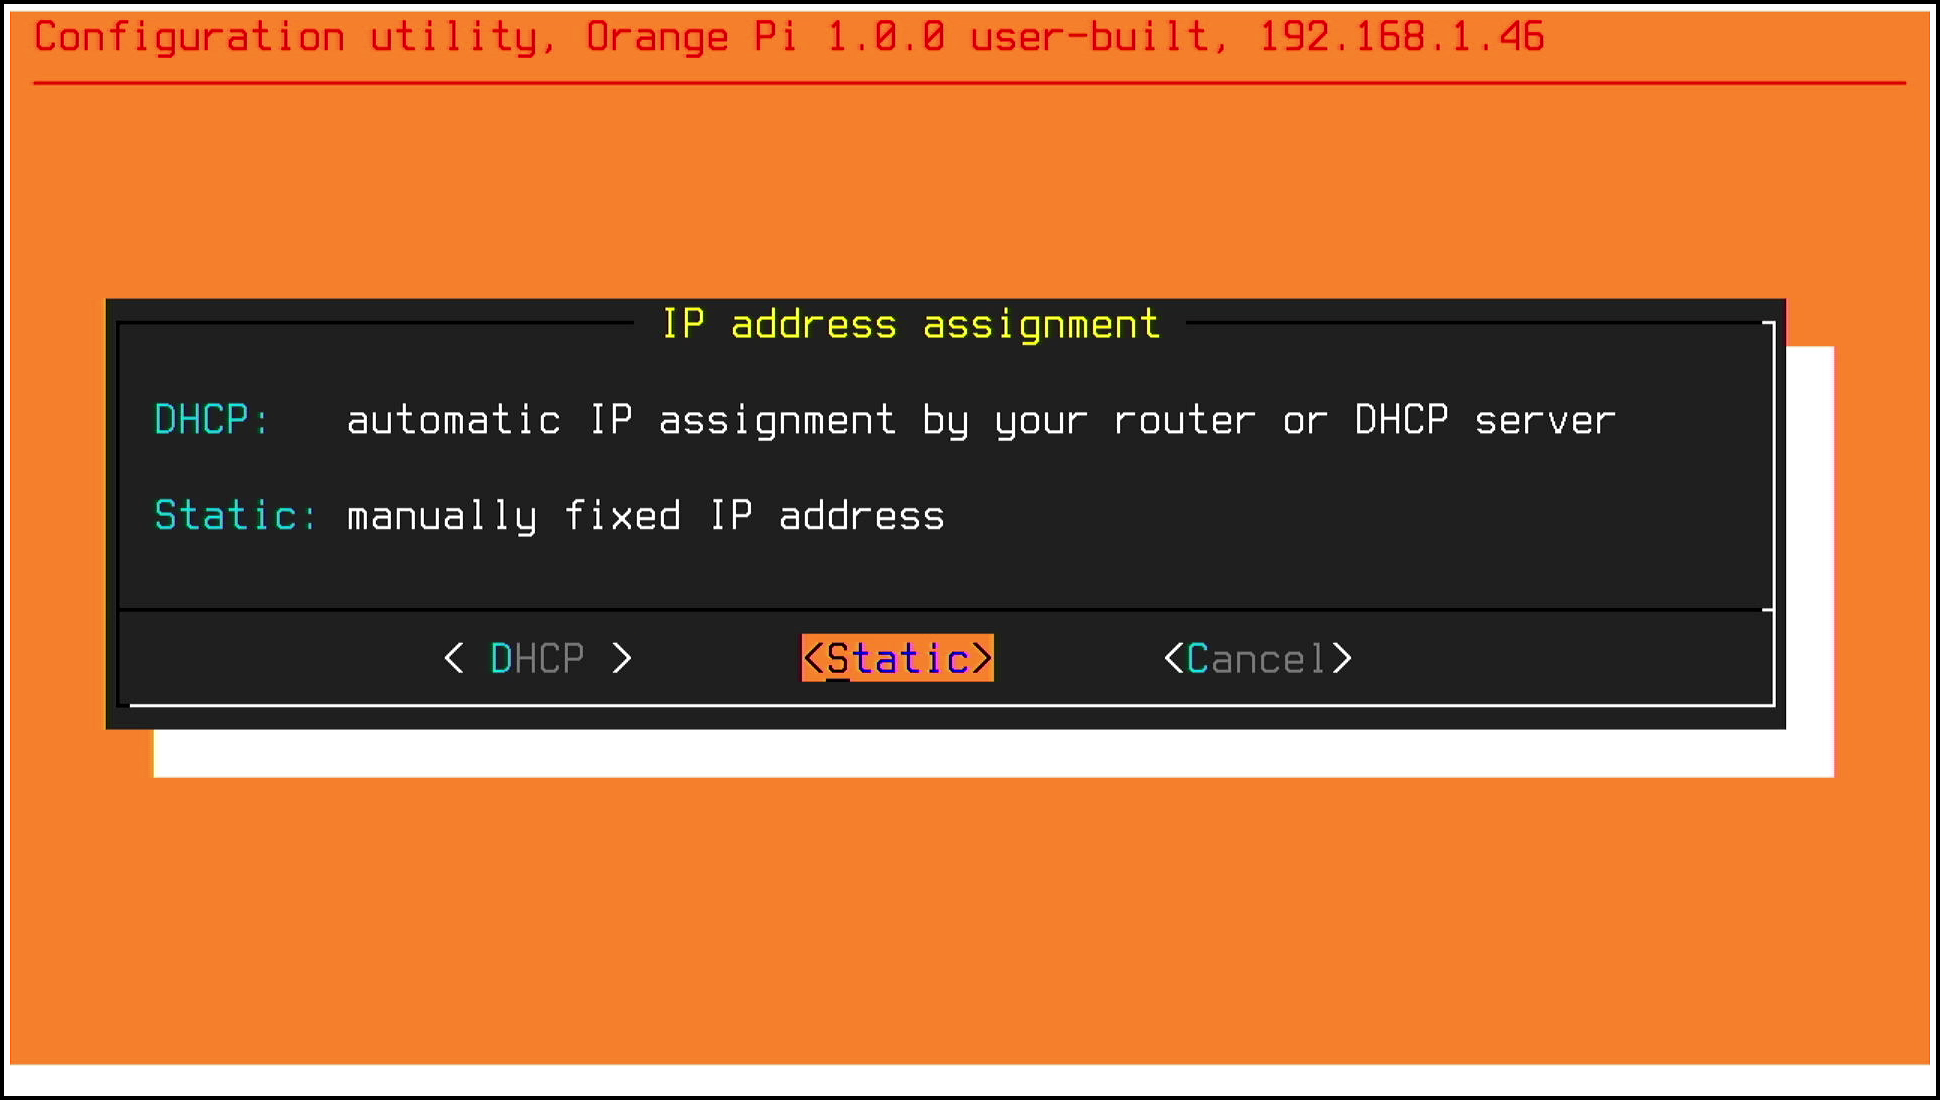 Configuration utility, Orange Pi 1.0.0 user-built, 192.168.1.46
IP address assignment
DHCP: automatic IP assignment by your router or DHCP server
Static: manually fixed IP address
< DHCP > <Static> <Cancel>